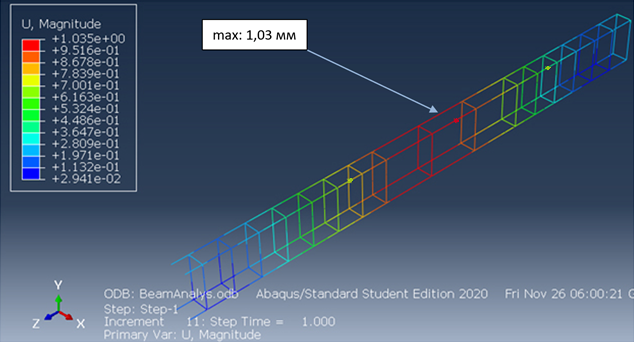 U, Magnitude
+1.035e+00
+9.516e-01
+8.678e-01
+7.839e-01
+7.001e-01
+6.163e-01
+5.324e-01
+4.486e-01
+3.647e-01
+2.809e-01
+1.971e-01
+1.132e-01
+2.941e-02
max: 1,03 мм
Y
Z
X
ODB: BeamAnalys.odb Abaqus/Standard Student Edition 2020 Fri Nov 26 06:00:21
Step: Step-1
Increment 11: Step Time = 1.000
Primary Var: U, Magnitude